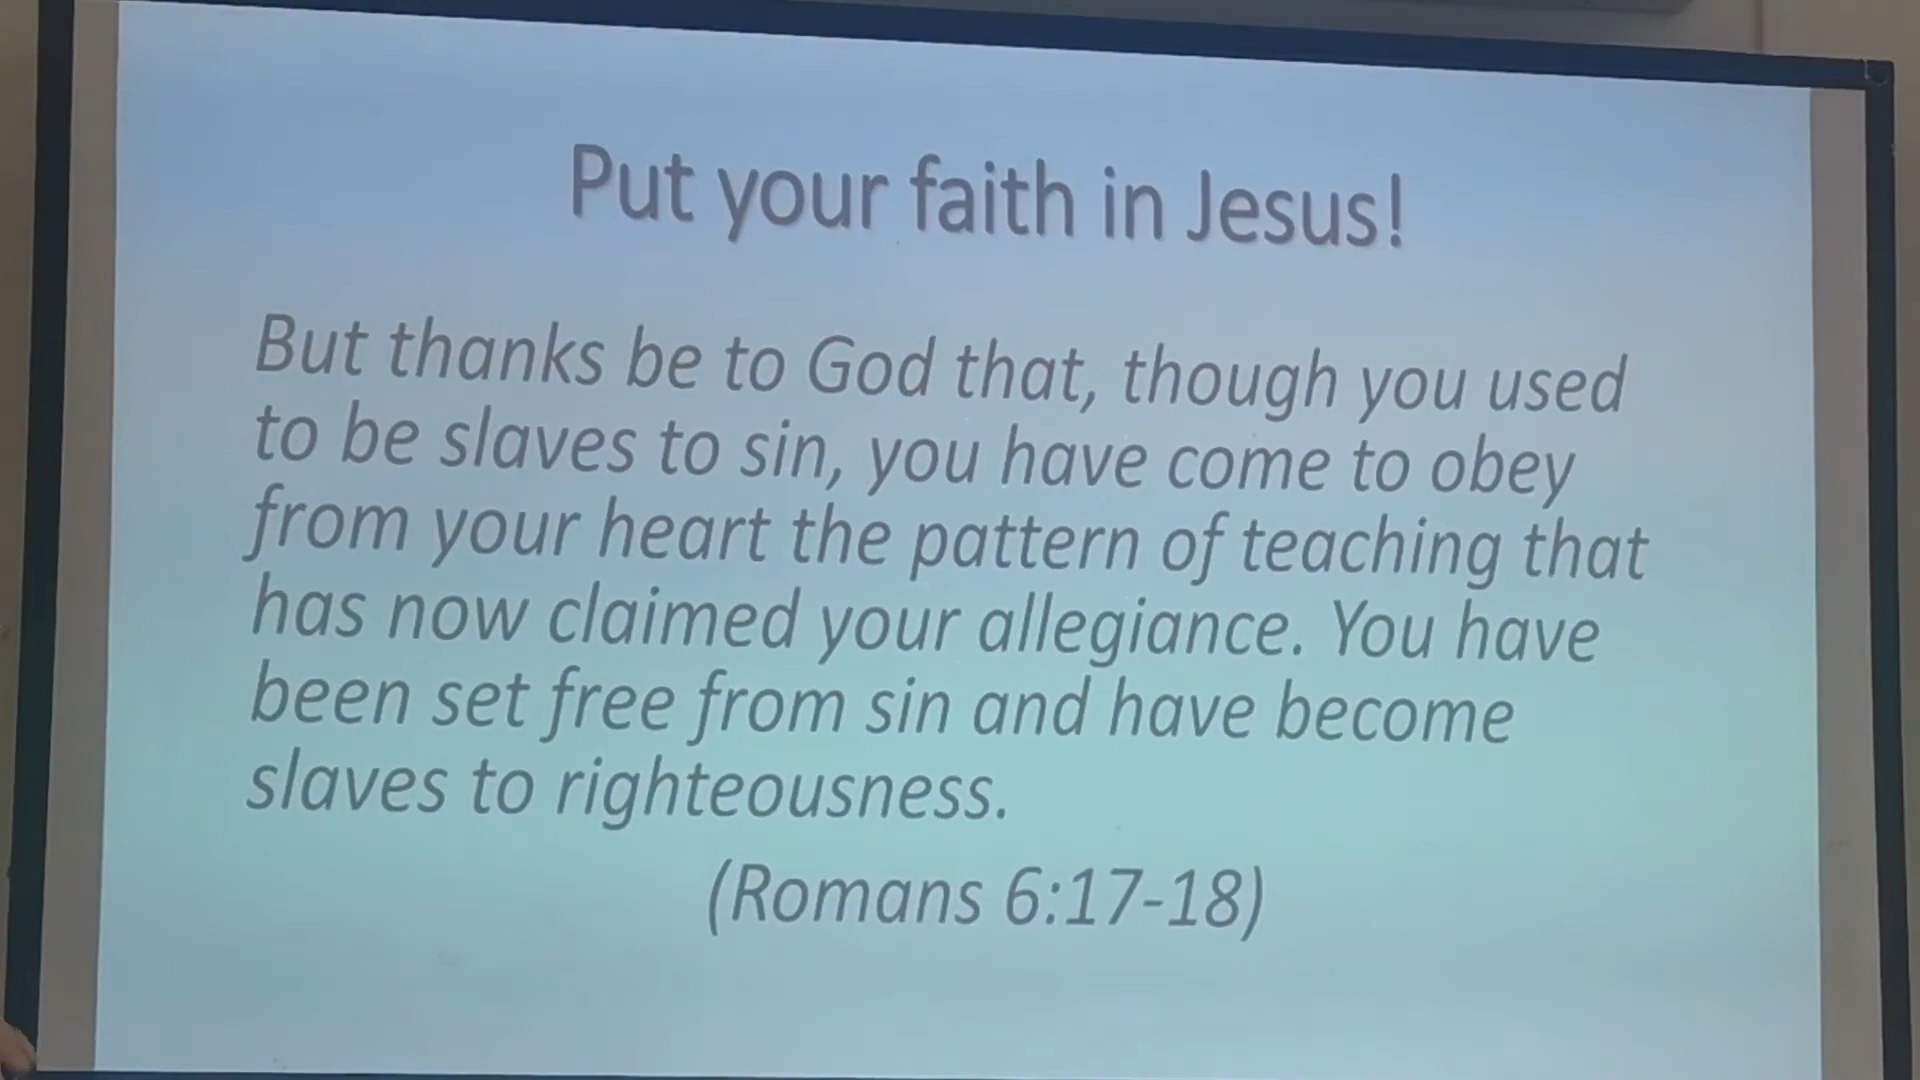 Put your faith in Jesus!
But thanks be to God that, though you used
to be slaves to sin, you have come to obey
from your heart the pattern of teaching that
has now claimed your allegiance. You have
been set free from sin and have become
slaves to righteousness.
(Romans 6:17-18)